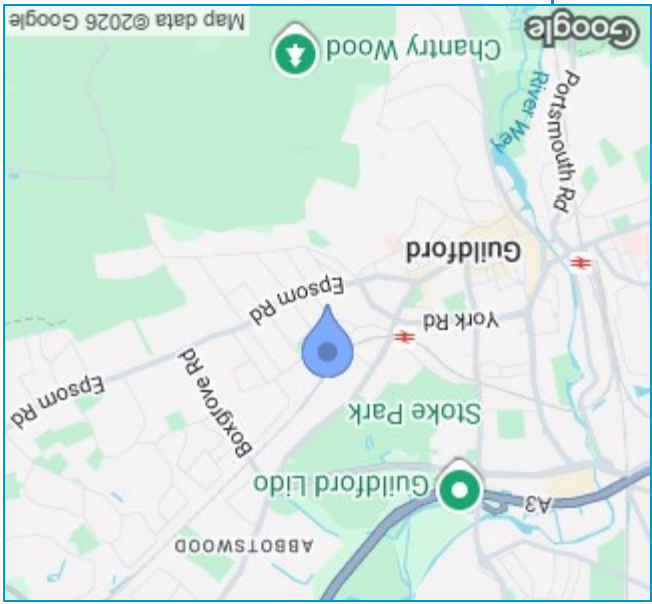 ABBOTSWOOD
A3
Guildford Lido
Stoke Park
Boxgrove Rd
Epsom Rd
York Rd
Epsom Rd
Guildford
Portsmouth Rd
River Wey
Chantry Wood
Google
Map data ©2026 Google